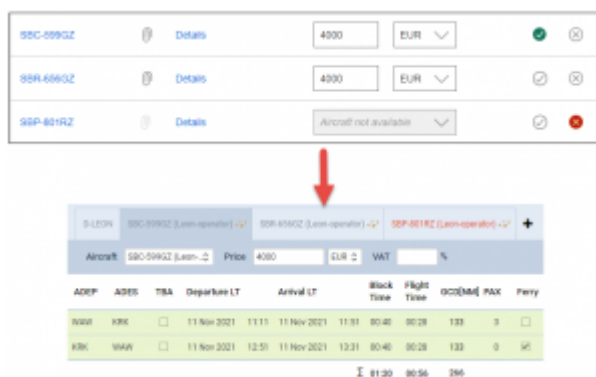 SBC-599GZ Details 4000 EUR
SBR-656GZ Details 4000 EUR
SBP-801RZ Details Aircraft not available
D-LEON SBC-599GZ (Leon-operator) SBR-656GZ (Leon-operator) SBP-801RZ (Leon-operator) +
Aircraft SBC-599GZ (Leon-.. Price 4000 EUR VAT %
ADEP ADES TBA Departure LT Arrival LT Block Time Flight Time GCD[NM] PAX Ferry
WAW KRK 11 Nov 2021 11:11 11 Nov 2021 11:51 00:40 00:28 133 3
KRK WAW 11 Nov 2021 12:51 11 Nov 2021 13:31 00:40 00:28 133 0
Σ 01:20 00:56 266